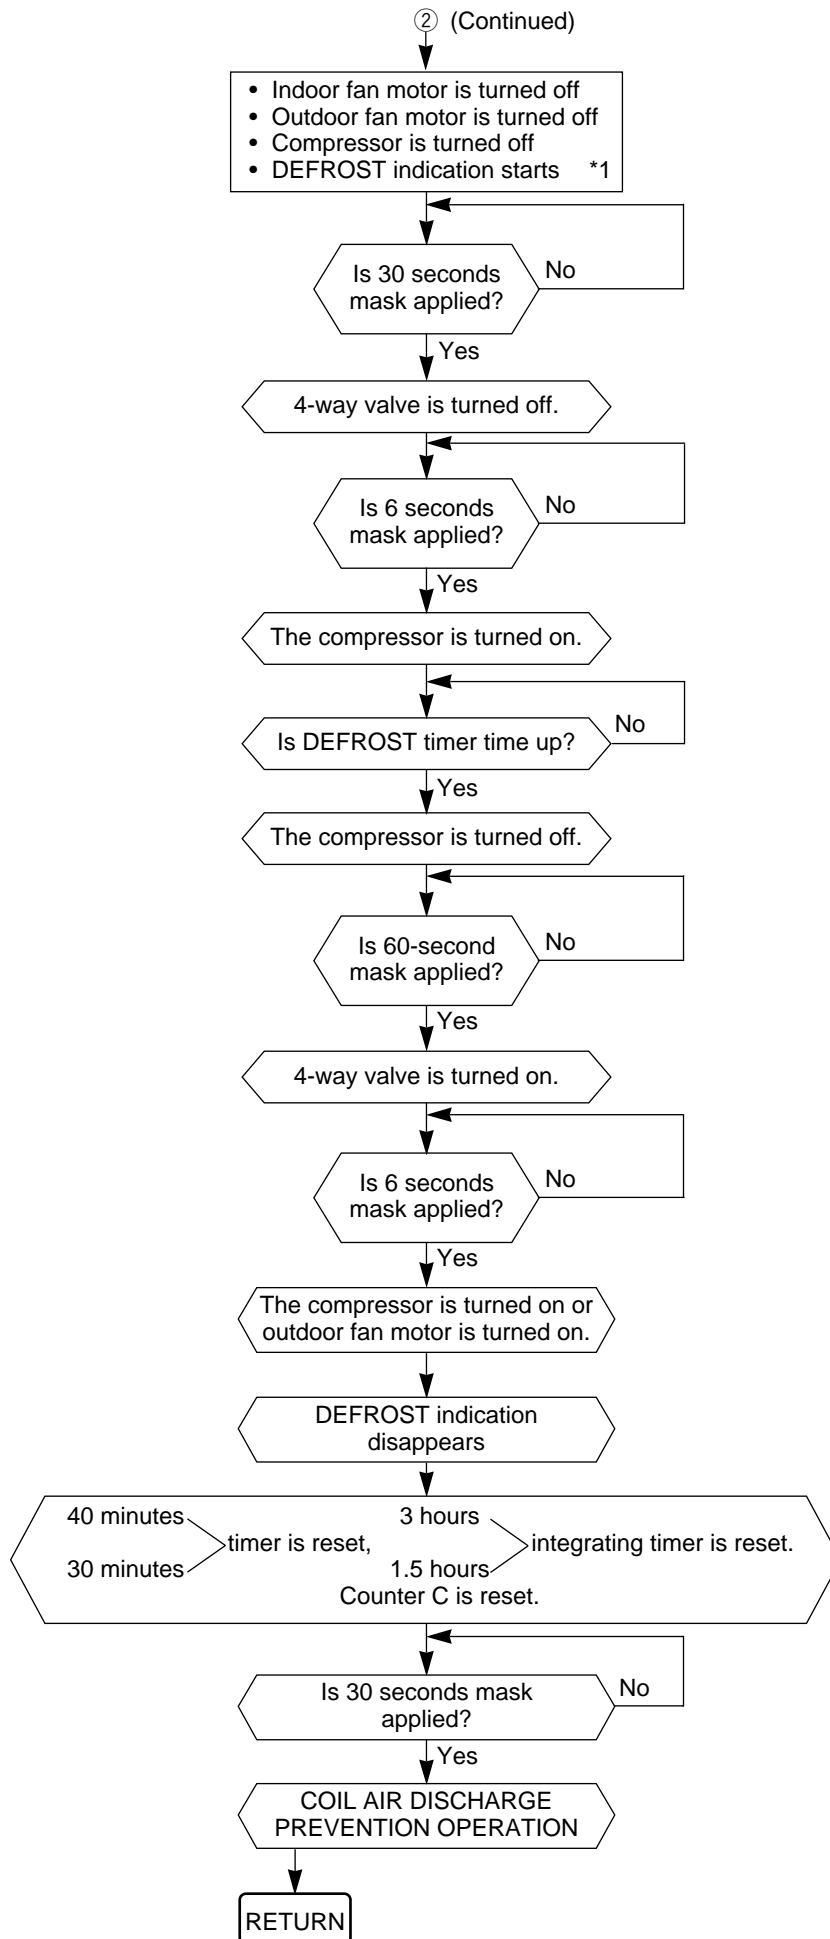 ② (Continued)
• Indoor fan motor is turned off
• Outdoor fan motor is turned off
• Compressor is turned off
• DEFROST indication starts *1
Is 30 seconds
mask applied?
No
Yes
4-way valve is turned off.
Is 6 seconds
mask applied?
No
Yes
The compressor is turned on.
Is DEFROST timer time up?
No
Yes
The compressor is turned off.
Is 60-second
mask applied?
No
Yes
4-way valve is turned on.
Is 6 seconds
mask applied?
No
Yes
The compressor is turned on or
outdoor fan motor is turned on.
DEFROST indication
disappears
40 minutes
30 minutes
timer is reset,
3 hours
1.5 hours
integrating timer is reset.
Counter C is reset.
Is 30 seconds mask
applied?
No
Yes
COIL AIR DISCHARGE
PREVENTION OPERATION
RETURN